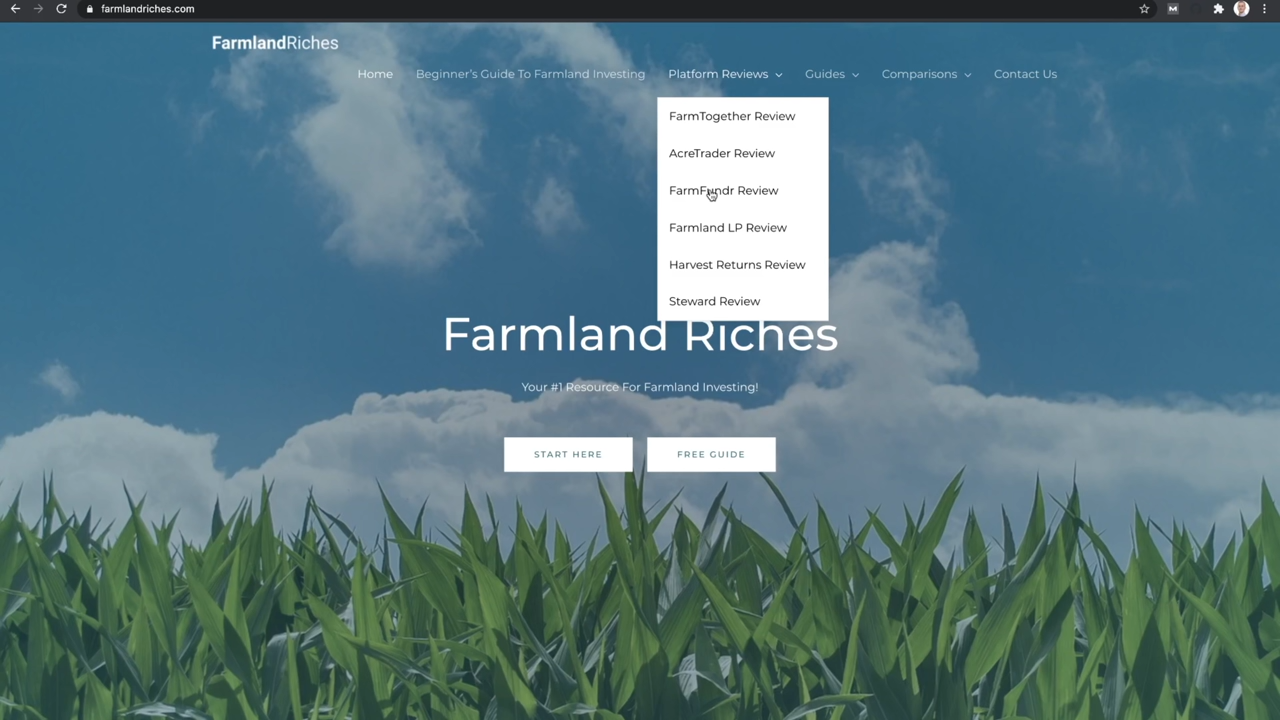 farmlandriches.com
FarmlandRiches
Home Beginner's Guide To Farmland Investing Platform Reviews Guides Comparisons Contact Us
FarmTogether Review
AcreTrader Review
FarmFundr Review
Farmland LP Review
Harvest Returns Review
Steward Review
Farmland Riches
Your #1 Resource For Farmland Investing!
START HERE FREE GUIDE